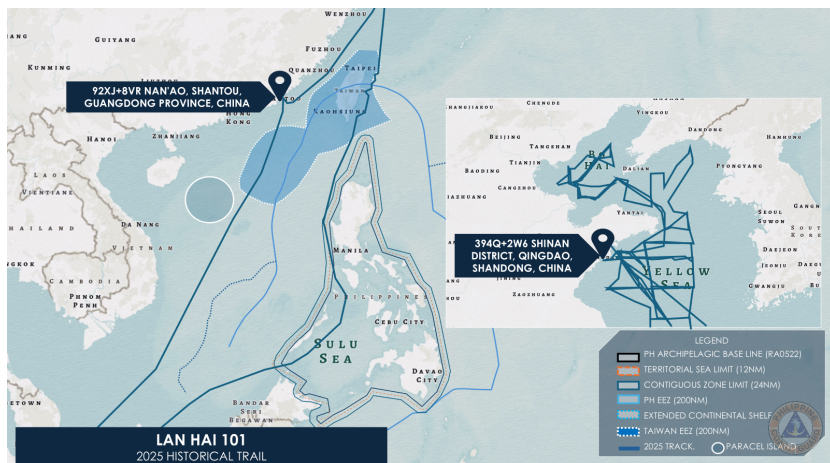 WENZHOU
GUIYANG
FUZHOU
KUNMING
QUANZHOU
TAIPEI
TAIWAN
92XJ+8VR NAN'AO, SHANTOU,
GUANGDONG PROVINCE, CHINA
KAOHSIUNG
HONG
KONG
HANOI
ZHANJIANG
LAOS
VIENTIANE
THAILAND
DA NANG
VIETNAM
CAMBODIA
PHNOM
PENH
MANILA
PHILIPPINES
CEBU CITY
SULU
SEA
DAVAO
CITY
BANDAR
SERI
BEGAWAN
CHENGDE
YINGKOU
DANDONG
HAMHUNG
BEIJING
TANGSHAN
TIANJIN
BAODING
CANGZHOU
BO
HAI
DALIAN
PYONGYANG
YANTAI
SEOUL
SUWON
394Q+2W6 SHINAN
DISTRICT, QINGDAO,
SHANDONG, CHINA
DAEJEON
JEONJU
GWANGJU
ZAOZHUANG
YELLOW
SEA
LEGEND
PH ARCHIPELAGIC BASE LINE (RA0522)
TERRITORIAL SEA LIMIT (12NM)
CONTIGUOUS ZONE LIMIT (24NM)
PH EEZ (200NM)
EXTENDED CONTINENTAL SHELF
TAIWAN EEZ (200NM)
2025 TRACK.
PARACEL ISLAND
LAN HAI 101
2025 HISTORICAL TRAIL